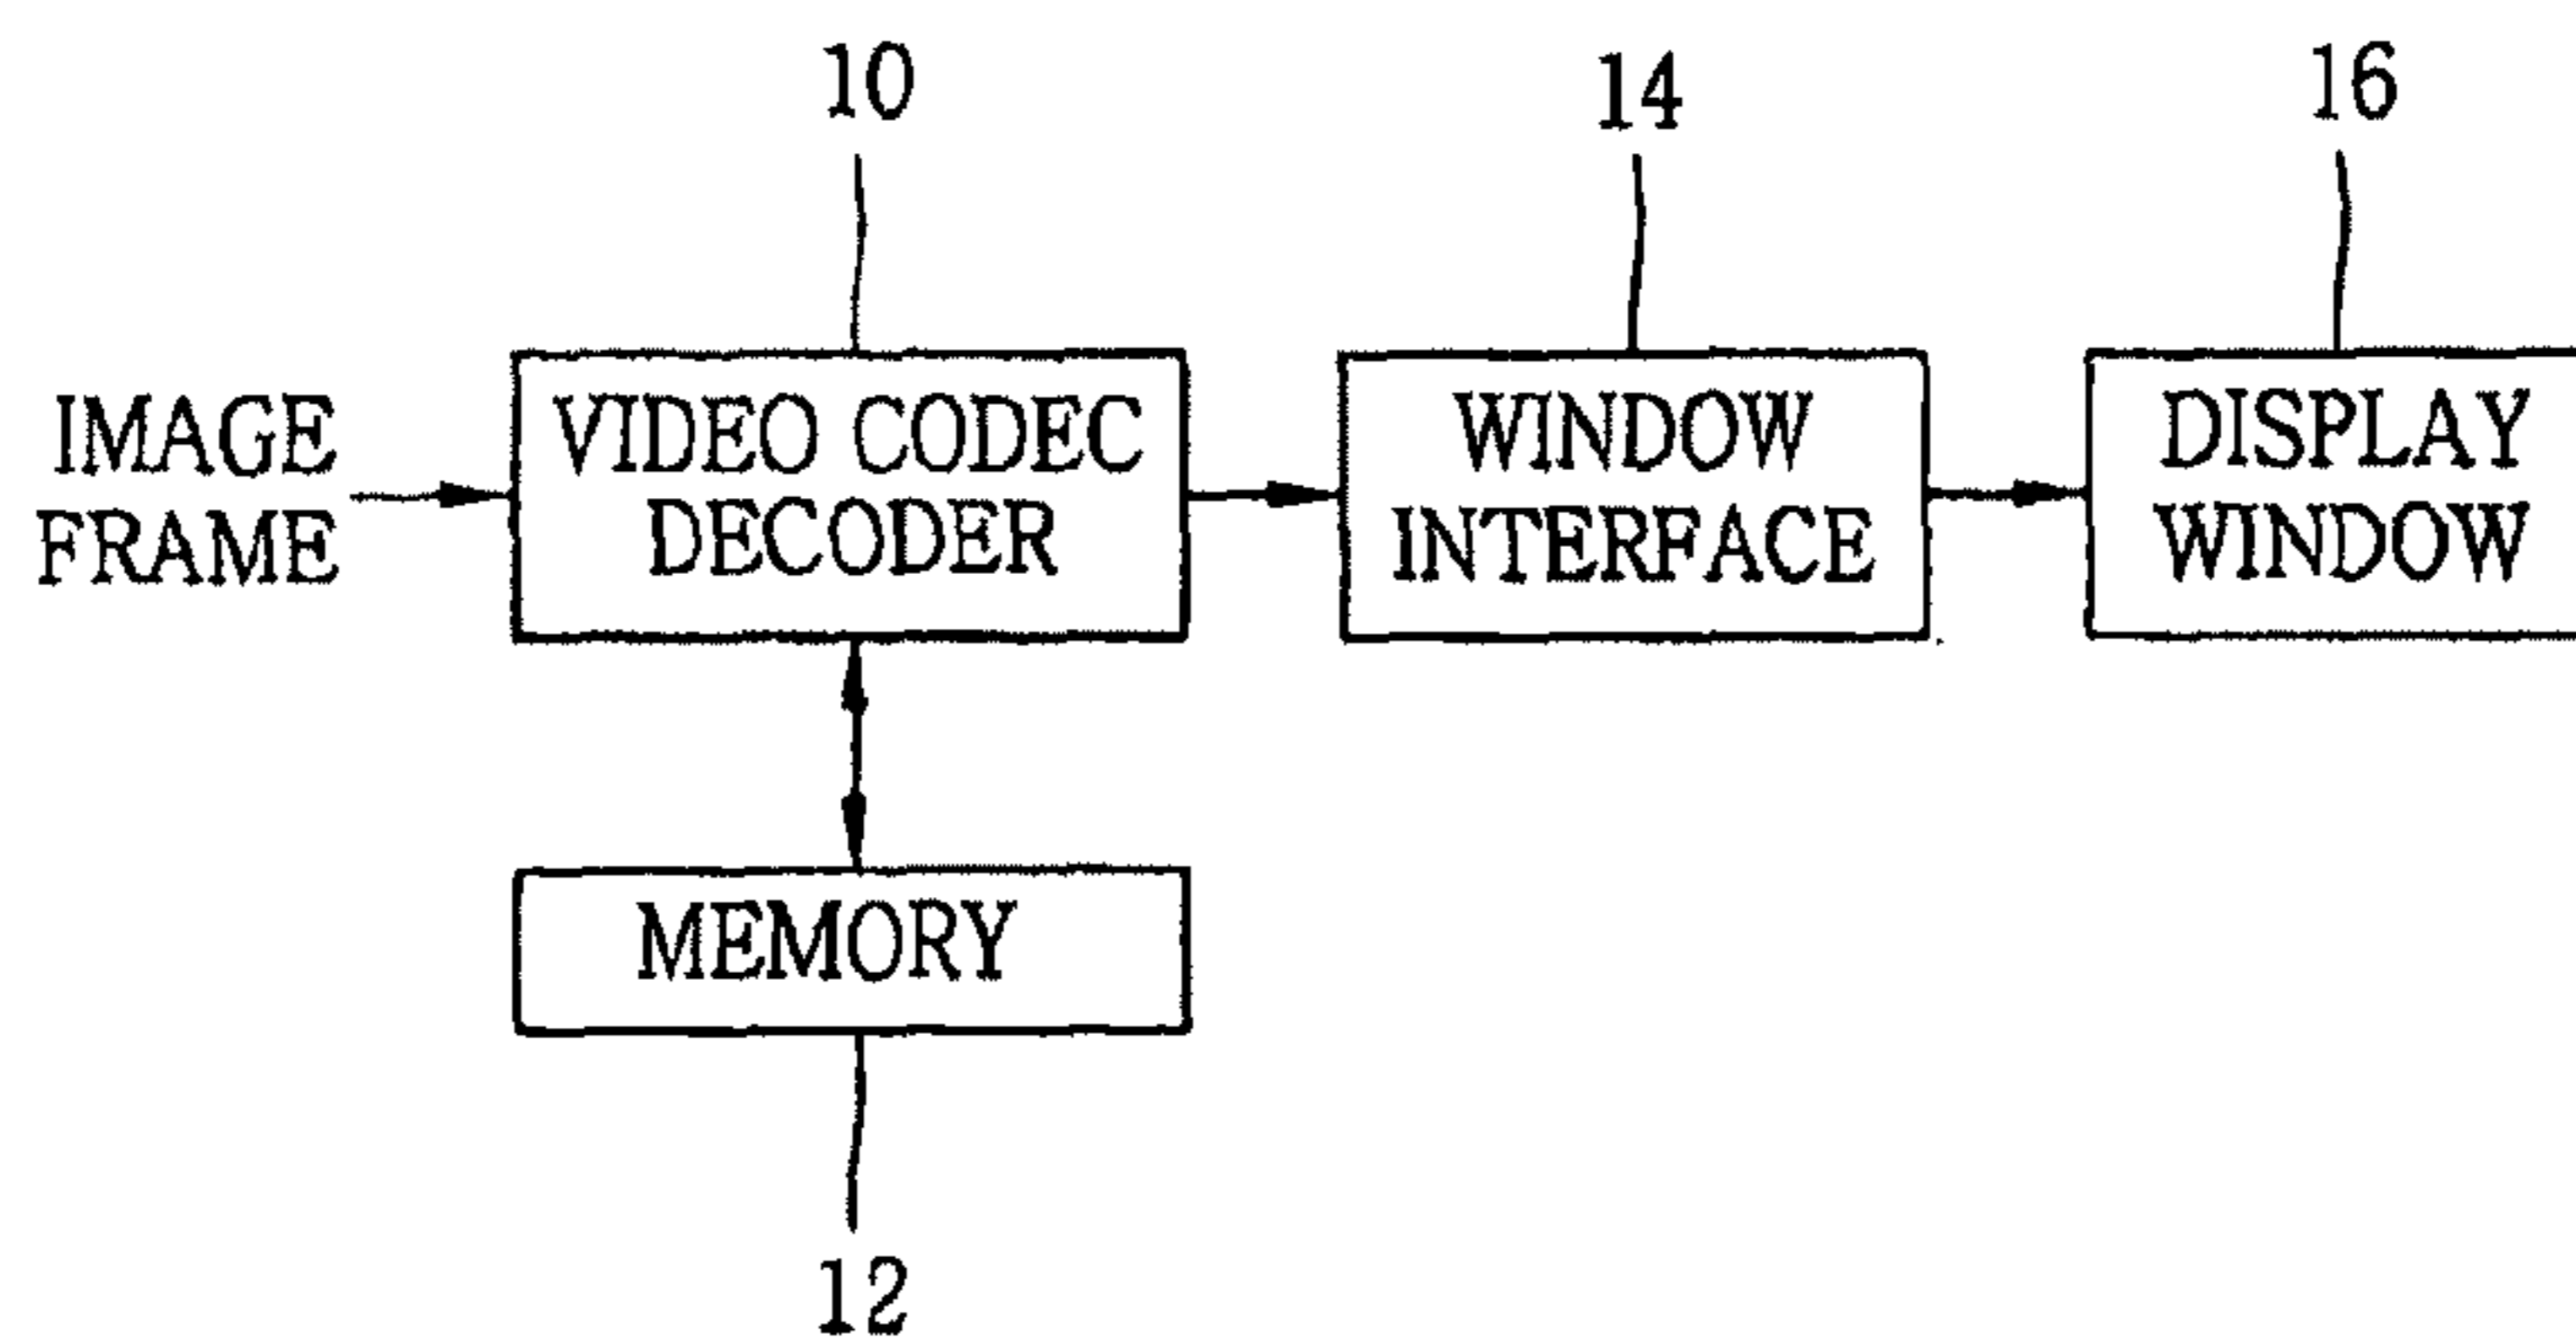 10
14
16
IMAGE
FRAME
VIDEO CODEC
DECODER
WINDOW
INTERFACE
DISPLAY
WINDOW
MEMORY
12